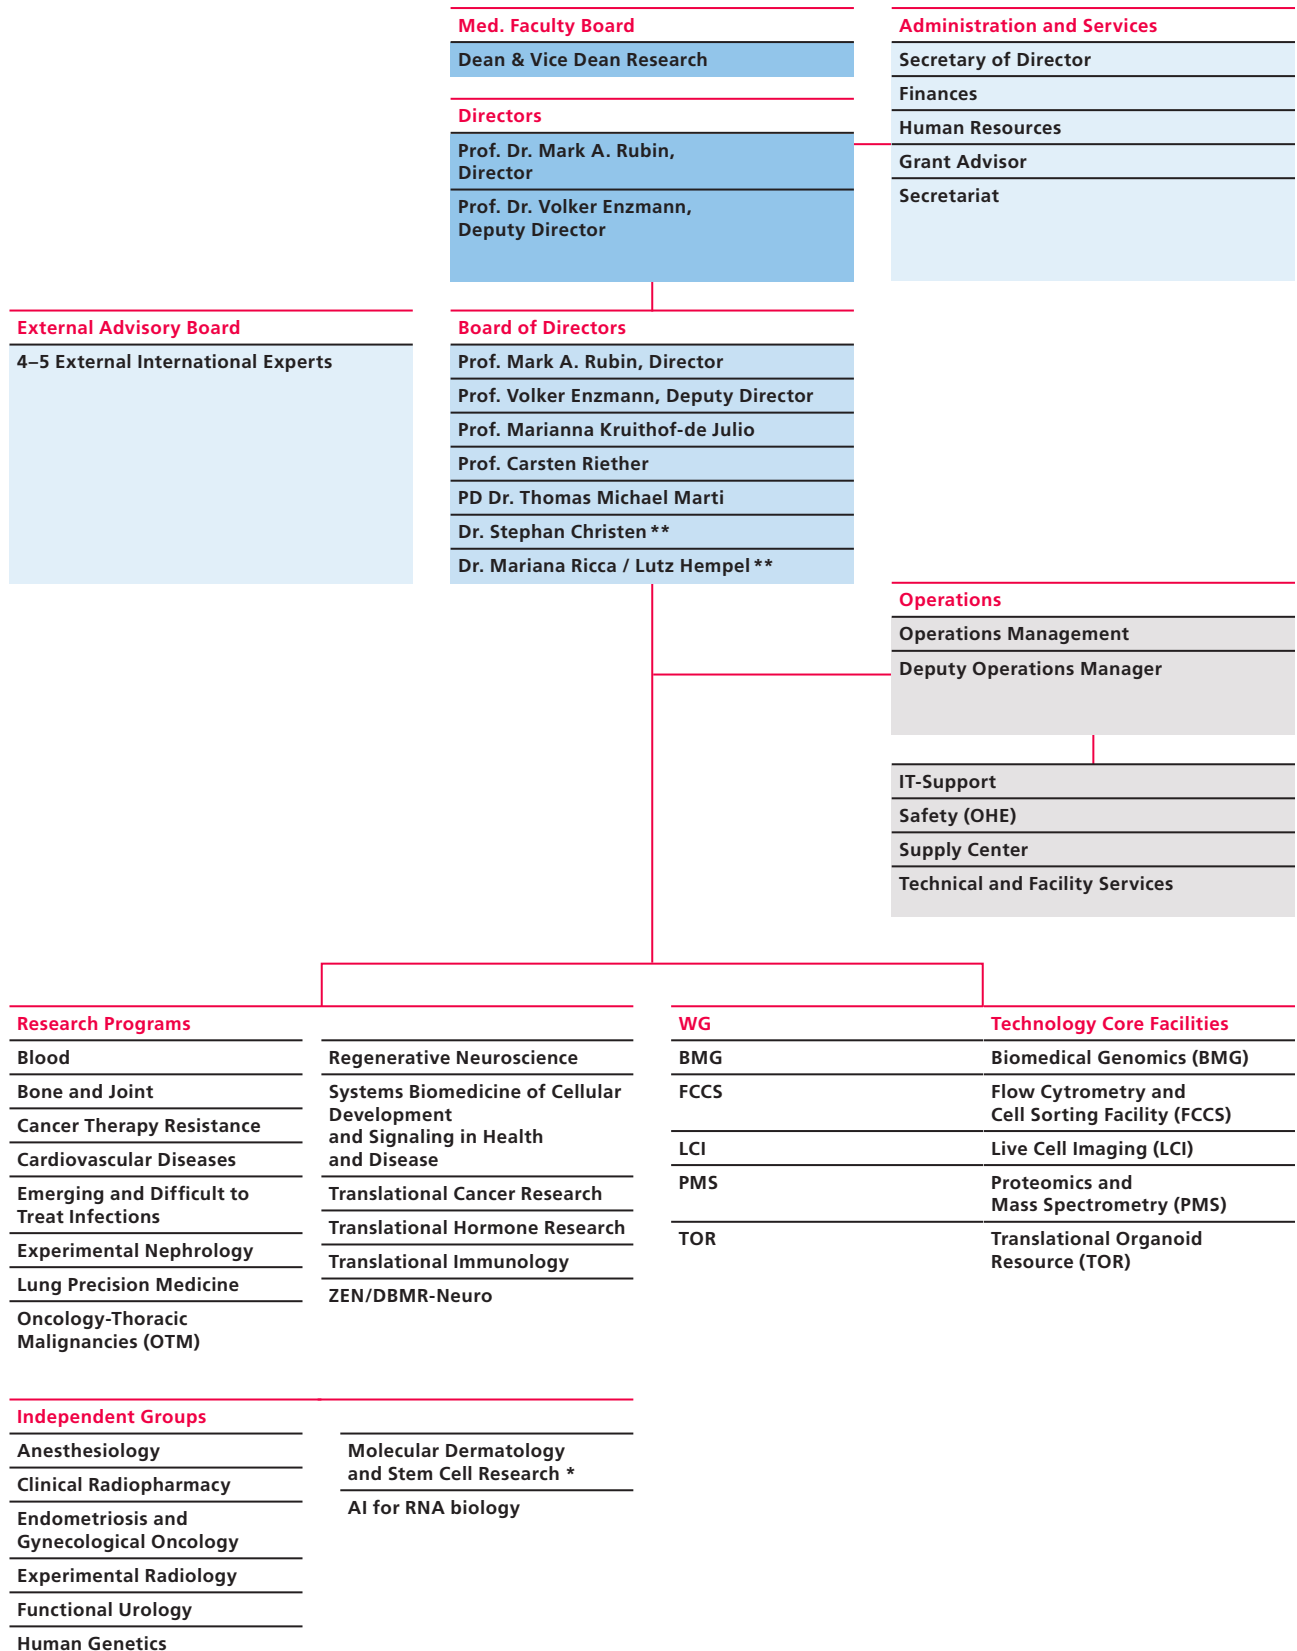 Med. Faculty Board
Dean & Vice Dean Research
Administration and Services
Secretary of Director
Finances
Human Resources
Grant Advisor
Secretariat
Directors
Prof. Dr. Mark A. Rubin,
Director
Prof. Dr. Volker Enzmann,
Deputy Director
External Advisory Board
4–5 External International Experts
Board of Directors
Prof. Mark A. Rubin, Director
Prof. Volker Enzmann, Deputy Director
Prof. Marianna Kruithof-de Julio
Prof. Carsten Riether
PD Dr. Thomas Michael Marti
Dr. Stephan Christen **
Dr. Mariana Ricca / Lutz Hempel **
Operations
Operations Management
Deputy Operations Manager
IT-Support
Safety (OHE)
Supply Center
Technical and Facility Services
Research Programs
Blood
Bone and Joint
Cancer Therapy Resistance
Cardiovascular Diseases
Emerging and Difficult to
Treat Infections
Experimental Nephrology
Lung Precision Medicine
Oncology-Thoracic
Malignancies (OTM)
Regenerative Neuroscience
Systems Biomedicine of Cellular
Development
and Signaling in Health
and Disease
Translational Cancer Research
Translational Hormone Research
Translational Immunology
ZEN/DBMR-Neuro
WG
Technology Core Facilities
BMG
Biomedical Genomics (BMG)
FCCS
Flow Cytrometry and
Cell Sorting Facility (FCCS)
LCI
Live Cell Imaging (LCI)
PMS
Proteomics and
Mass Spectrometry (PMS)
TOR
Translational Organoid
Resource (TOR)
Independent Groups
Anesthesiology
Clinical Radiopharmacy
Endometriosis and
Gynecological Oncology
Experimental Radiology
Functional Urology
Human Genetics
Molecular Dermatology
and Stem Cell Research *
AI for RNA biology